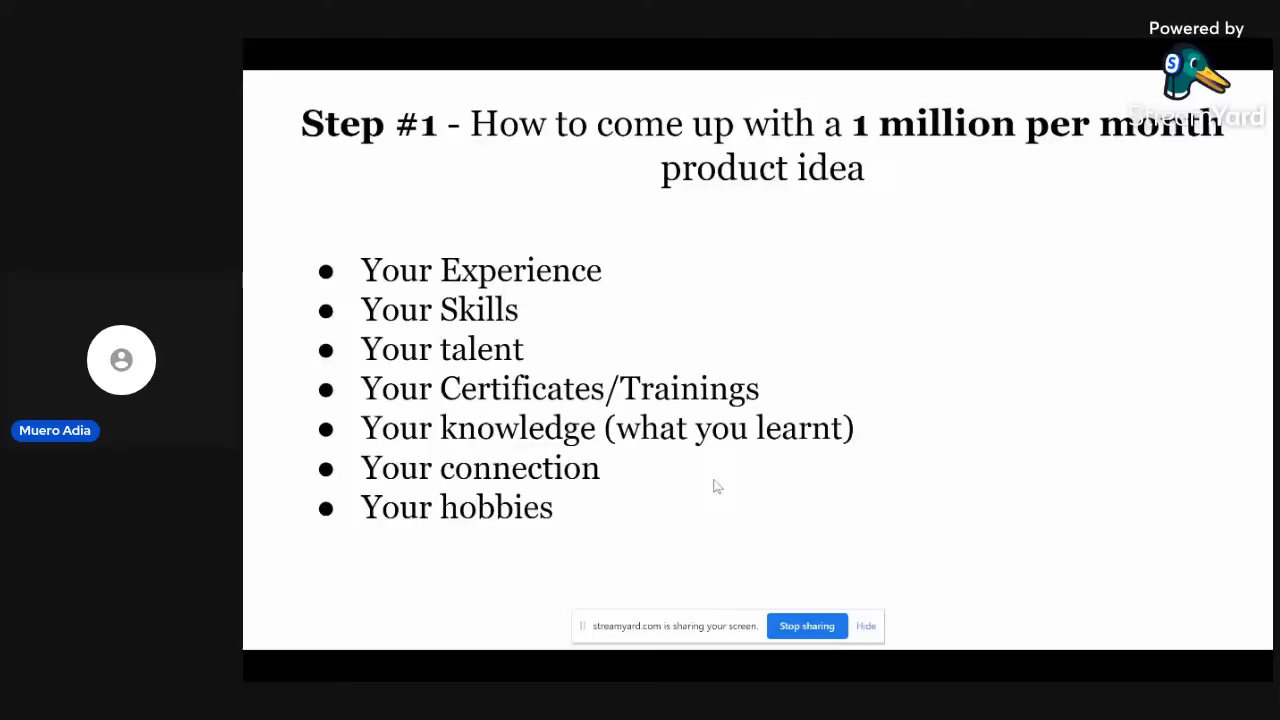 Powered by
StreamYard
Step #1 - How to come up with a 1 million per month
product idea
● Your Experience
● Your Skills
● Your talent
● Your Certificates/Trainings
● Your knowledge (what you learnt)
● Your connection
● Your hobbies
Muero Adia
streamyard.com is sharing your screen. Stop sharing Hide